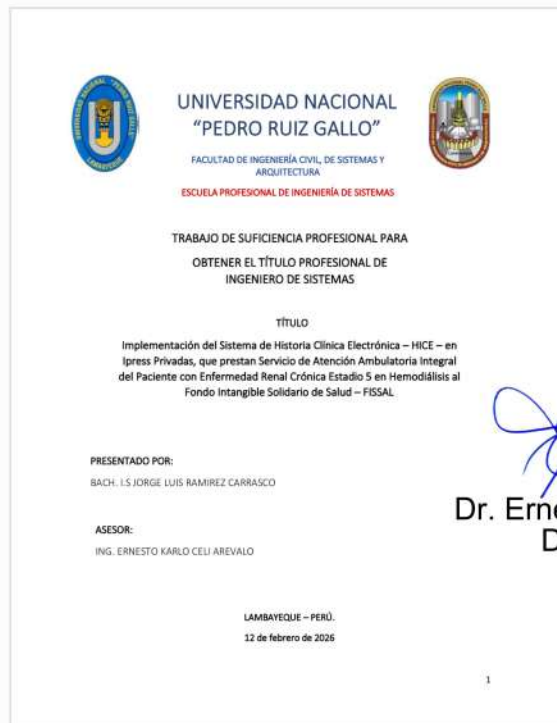 UNIVERSIDAD NACIONAL
“PEDRO RUIZ GALLO”
FACULTAD DE INGENIERÍA CIVIL, DE SISTEMAS Y
ARQUITECTURA
ESCUELA PROFESIONAL DE INGENIERÍA DE SISTEMAS
TRABAJO DE SUFICIENCIA PROFESIONAL PARA
OBTENER EL TÍTULO PROFESIONAL DE
INGENIERO DE SISTEMAS
TÍTULO
Implementación del Sistema de Historia Clínica Electrónica – HICE – en
Ipress Privadas, que prestan Servicio de Atención Ambulatoria Integral
del Paciente con Enfermedad Renal Crónica Estadio 5 en Hemodiálisis al
Fondo Intangible Solidario de Salud – FISSAL
PRESENTADO POR:
BACH. I.S JORGE LUIS RAMIREZ CARRASCO
Dr. Erne
D
ASESOR:
ING. ERNESTO KARLO CELI AREVALO
LAMBAYEQUE – PERÚ.
12 de febrero de 2026
1